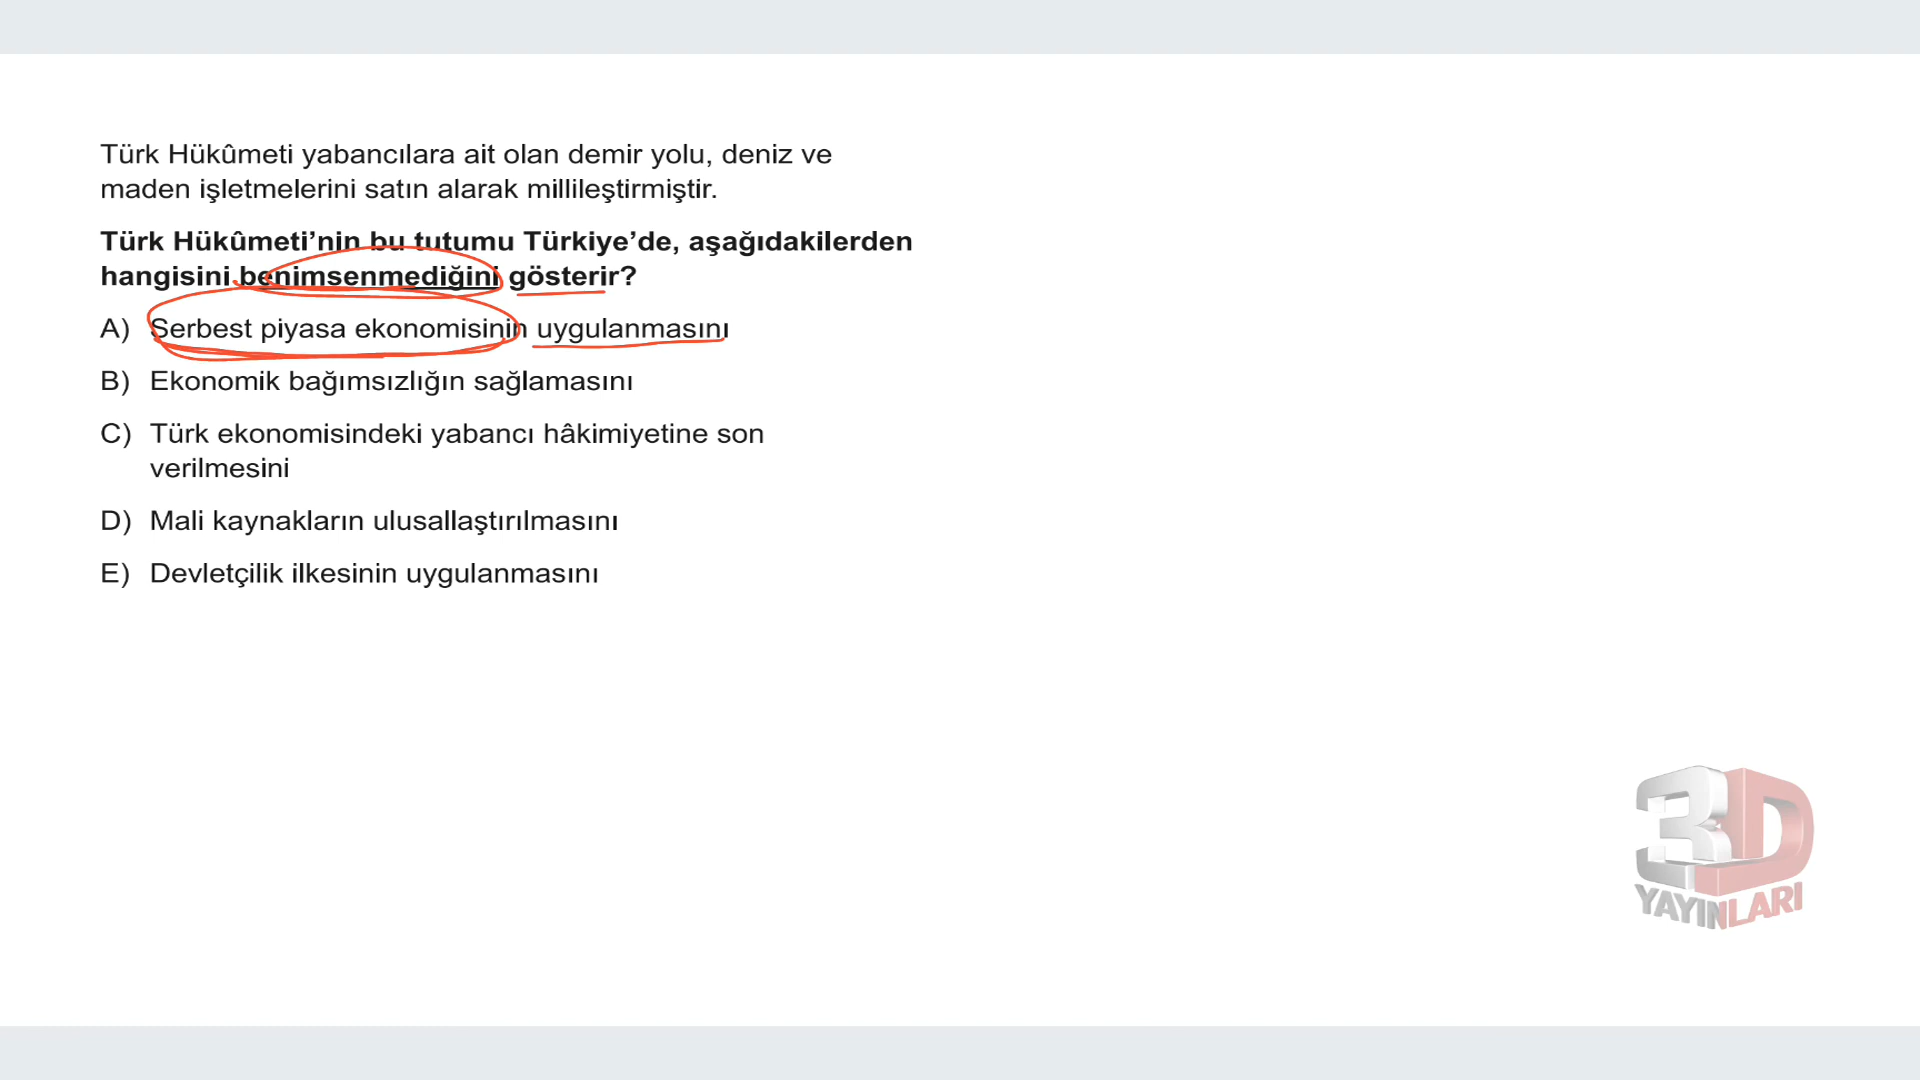 Türk Hükûmeti yabancılara ait olan demir yolu, deniz ve
maden işletmelerini satın alarak millileştirmiştir.
Türk Hükûmeti’nin bu tutumu Türkiye’de, aşağıdakilerden
hangisini benimsenmediğini gösterir?
A) Serbest piyasa ekonomisinin uygulanmasını
B) Ekonomik bağımsızlığın sağlamasını
C) Türk ekonomisindeki yabancı hâkimiyetine son
verilmesini
D) Mali kaynakların ulusallaştırılmasını
E) Devletçilik ilkesinin uygulanmasını
3D
YAYINLARI